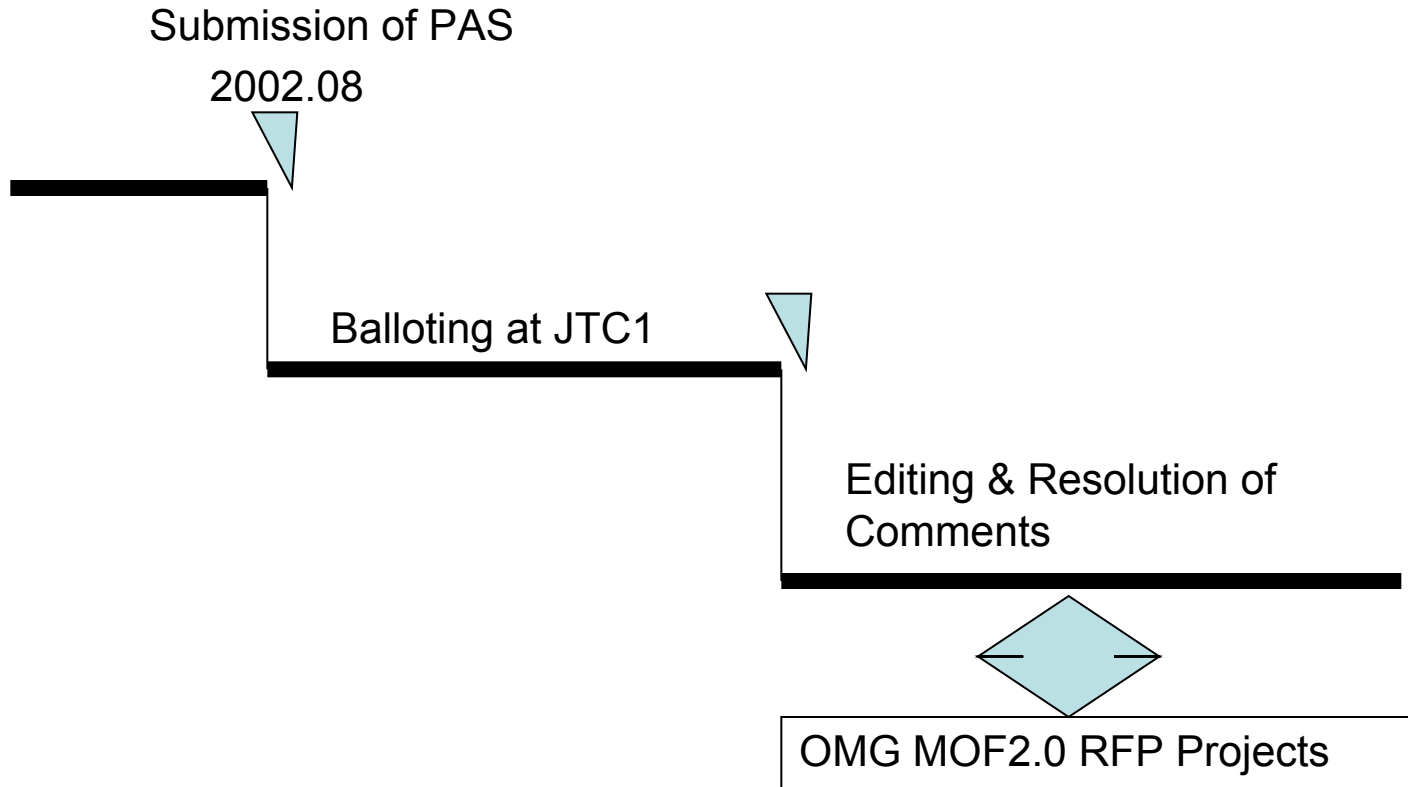 Submission of PAS
2002.08
Balloting at JTC1
Editing & Resolution of
Comments
OMG MOF2.0 RFP Projects